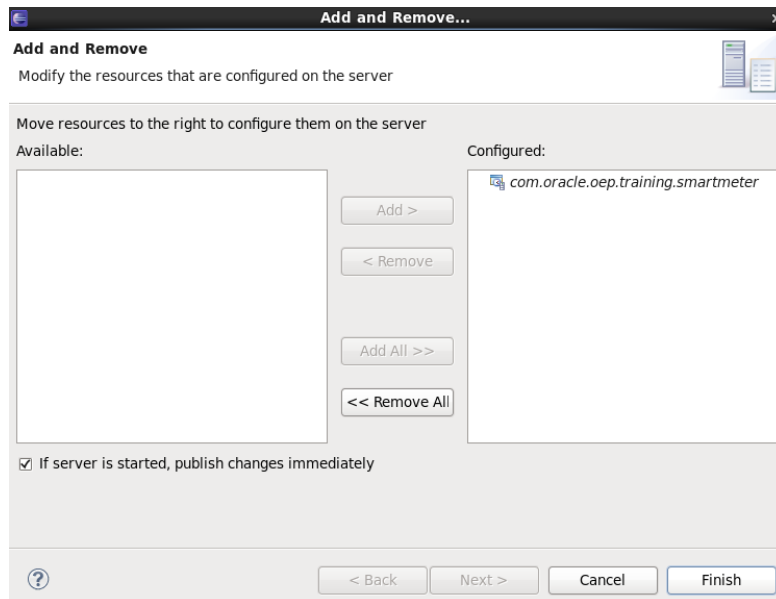 Add and Remove...
Add and Remove
Modify the resources that are configured on the server
Move resources to the right to configure them on the server
Available:
Configured:
com.oracle.oep.training.smartmeter
Add >
< Remove
Add All >>
<< Remove All
If server is started, publish changes immediately
?
< Back
Next >
Cancel
Finish